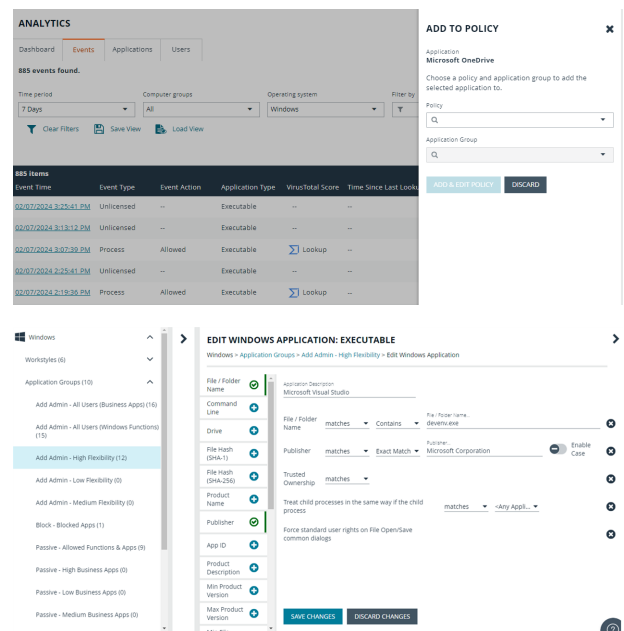 ANALYTICS
Dashboard Events Applications Users
885 events found.
Time period Computer groups Operating system Filter by
7 Days All Windows
Clear Filters Save View Load View
885 items
Event Time Event Type Event Action Application Type VirusTotal Score Time Since Last Looku
02/07/2024 3:25:41 PM Unlicensed -- Executable -- --
02/07/2024 3:13:12 PM Unlicensed -- Executable -- --
02/07/2024 3:07:39 PM Process Allowed Executable Lookup --
02/07/2024 2:25:41 PM Unlicensed -- Executable -- --
02/07/2024 2:19:36 PM Process Allowed Executable Lookup --
ADD TO POLICY
Application
Microsoft OneDrive
Choose a policy and application group to add the
selected application to.
Policy
Application Group
ADD & EDIT POLICY DISCARD
Windows
Workstyles (6)
Application Groups (10)
Add Admin - All Users (Business Apps) (16)
Add Admin - All Users (Windows Functions)
(15)
Add Admin - High Flexibility (12)
Add Admin - Low Flexibility (0)
Add Admin - Medium Flexibility (0)
Block - Blocked Apps (1)
Passive - Allowed Functions & Apps (9)
Passive - High Business Apps (0)
Passive - Low Business Apps (0)
Passive - Medium Business Apps (0)
EDIT WINDOWS APPLICATION: EXECUTABLE
Windows > Application Groups > Add Admin - High Flexibility > Edit Windows Application
File / Folder
Name
Command
Line
Drive
File Hash
(SHA-1)
File Hash
(SHA-256)
Product
Name
Publisher
App ID
Product
Description
Min Product
Version
Max Product
Version
Application Description
Microsoft Visual Studio
File / Folder
Name matches Contains
File / Folder Name...
devenv.exe
Publisher matches Exact Match
Publisher...
Microsoft Corporation
Enable
Case
Trusted
Ownership matches
Treat child processes in the same way if the child
process matches <Any Appli...
Force standard user rights on File Open/Save
common dialogs
SAVE CHANGES DISCARD CHANGES